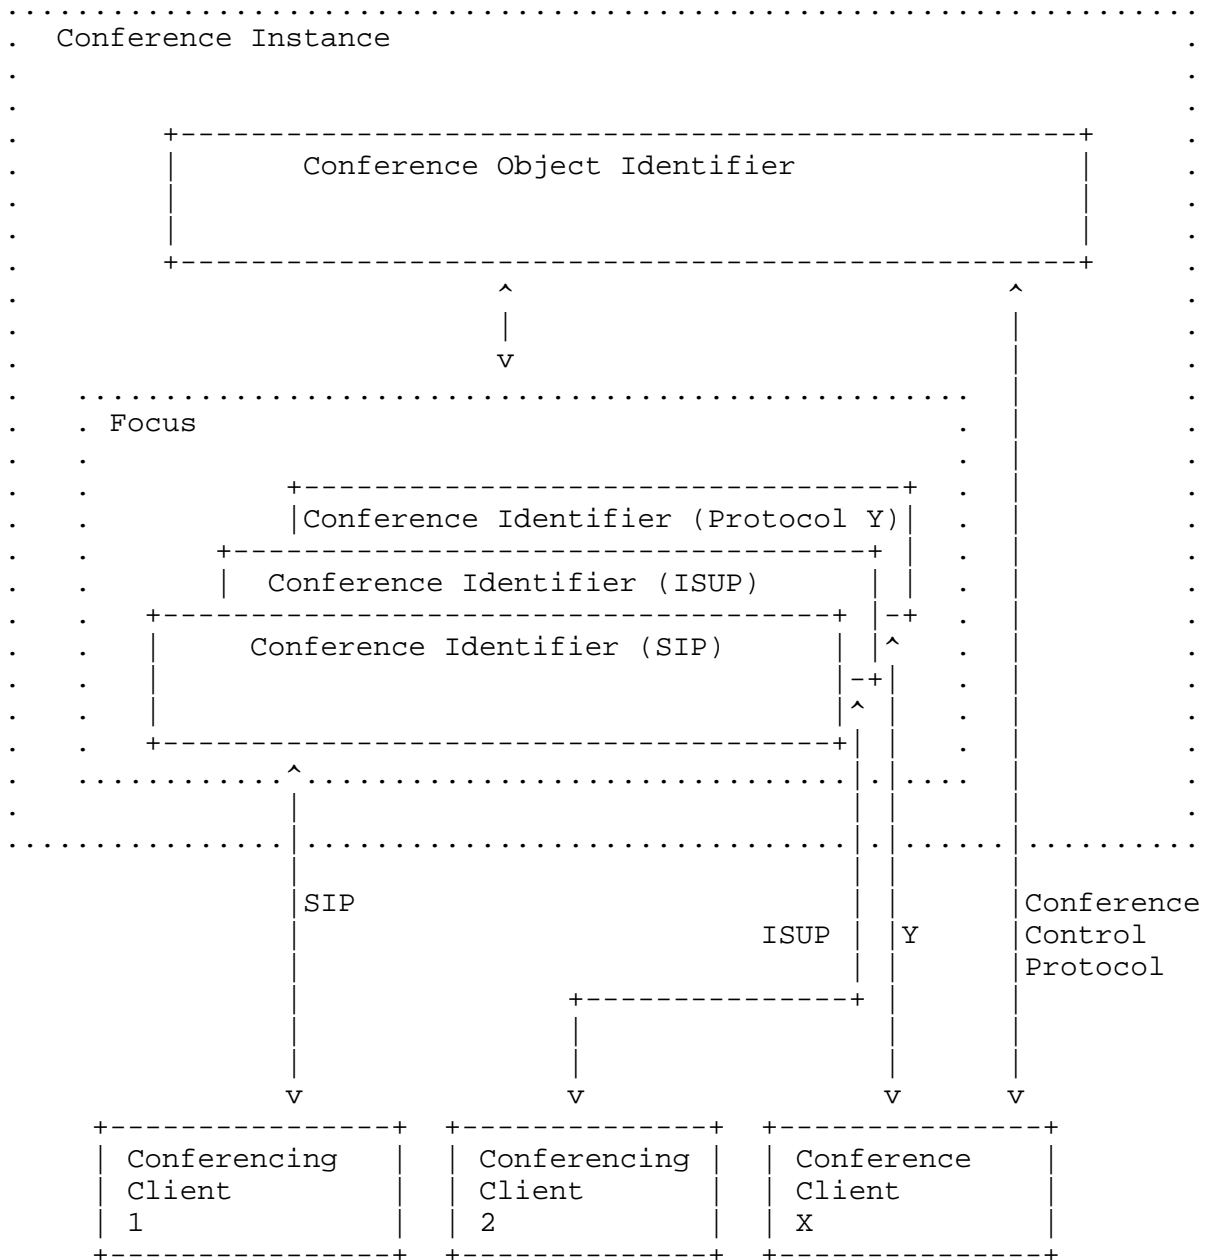 Conference Instance
Conference Object Identifier
Focus
Conference Identifier (Protocol Y)
Conference Identifier (ISUP)
Conference Identifier (SIP)
SIP
ISUP
Y
Conference
Control
Protocol
Conferencing
Client
1
Conferencing
Client
2
Conference
Client
X